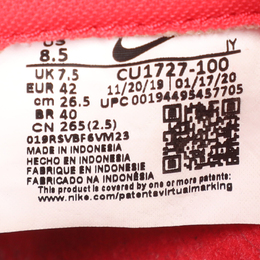 US
8.5
JY
UK 7.5
EUR 42
cm 26.5
BR 40
CN 265 (2.5)
CU1727-100
11/20/19 01/17/20
UPC 00194495457705
019RSVBF6VM23
MADE IN INDONESIA
HECHO EN INDONESIA
FABRIQUE EN INDONESIE
FABRICADO NA INDONÉSIA
This product is covered by one or more patents:
www.nike.com/patentsvirtualmarking